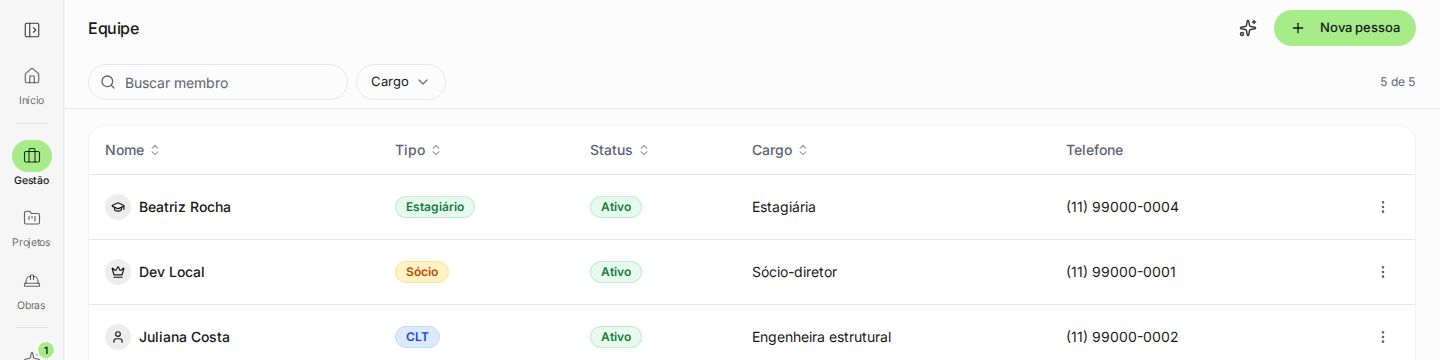 Equipe
Nova pessoa
Buscar membro
Cargo
5 de 5
Início
Gestão
Projetos
Obras
1
Nome Tipo Status Cargo Telefone
Beatriz Rocha Estagiário Ativo Estagiária (11) 99000-0004
Dev Local Sócio Ativo Sócio-diretor (11) 99000-0001
Juliana Costa CLT Ativo Engenheira estrutural (11) 99000-0002